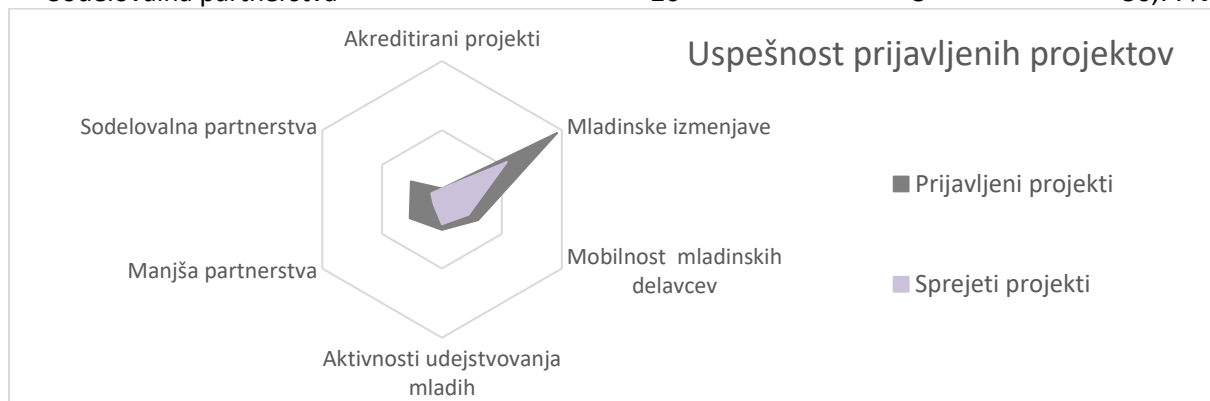 Uspešnost prijavljenih projektov
Akreditirani projekti
Mladinske izmenjave
Mobilnost mladinskih
delavcev
Aktivnosti udejstvovanja
mladih
Manjša partnerstva
Sodelovalna partnerstva
Prijavljeni projekti
Sprejeti projekti